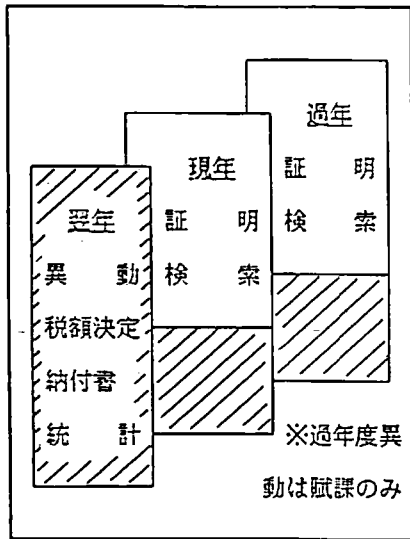 過年
証明
検索
現年
証明
検索
翌年
異動
税額決定
納付書
統計
※過年度異
動は賦課のみ